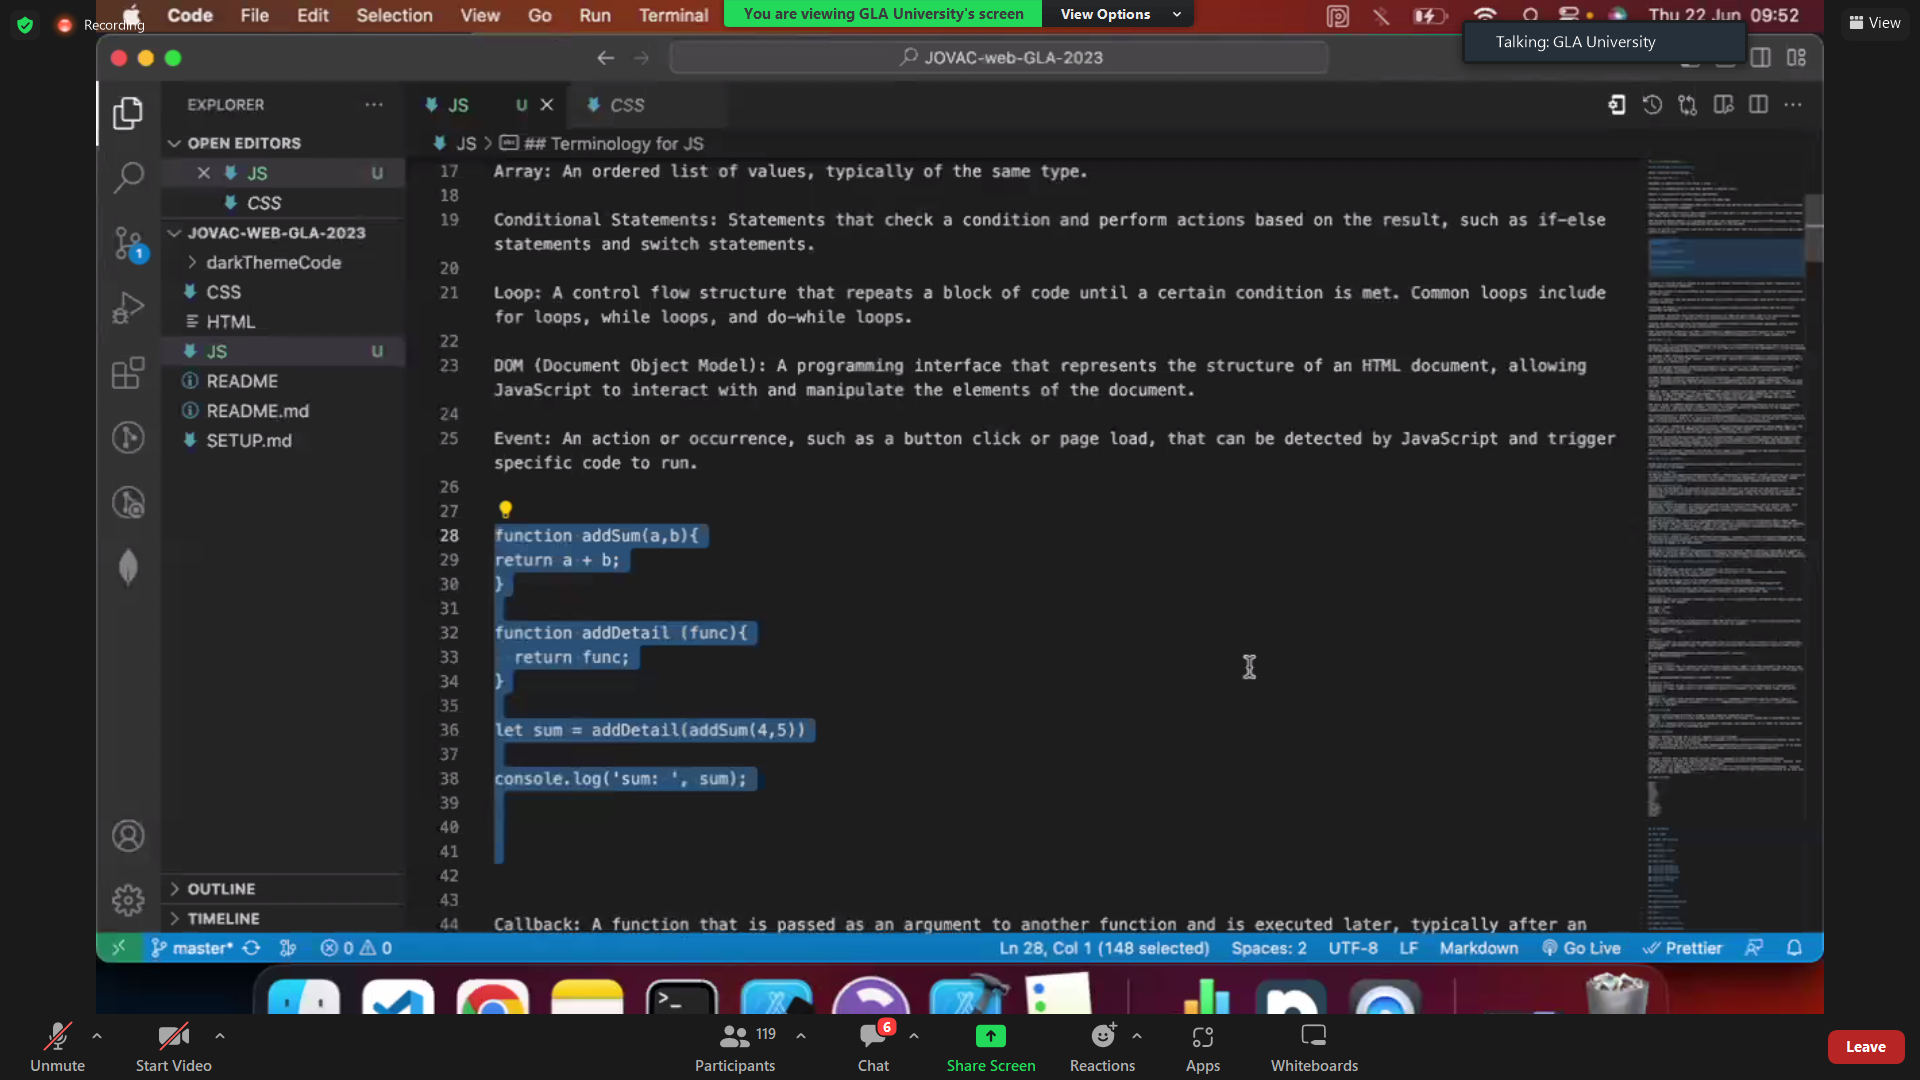 Recording
Code File Edit Selection View Go Run Terminal
You are viewing GLA University's screen View Options
Thu 22 Jun 09:52
View
Talking: GLA University
JOVAC-web-GLA-2023
EXPLORER
JS U
CSS
OPEN EDITORS
JS U
CSS
JOVAC-WEB-GLA-2023
darkThemeCode
CSS
HTML
JS U
README
README.md
SETUP.md
OUTLINE
TIMELINE
1
JS > ## Terminology for JS
17 Array: An ordered list of values, typically of the same type.
18
19 Conditional Statements: Statements that check a condition and perform actions based on the result, such as if-else
statements and switch statements.
20
21 Loop: A control flow structure that repeats a block of code until a certain condition is met. Common loops include
for loops, while loops, and do-while loops.
22
23 DOM (Document Object Model): A programming interface that represents the structure of an HTML document, allowing
JavaScript to interact with and manipulate the elements of the document.
24
25 Event: An action or occurrence, such as a button click or page load, that can be detected by JavaScript and trigger
specific code to run.
26
27
28 function addSum(a,b){
29 return a + b;
30 }
31
32 function addDetail (func){
33 return func;
34 }
35
36 let sum = addDetail(addSum(4,5))
37
38 console.log('sum: ', sum);
39
40
41
42
43
44 Callback: A function that is passed as an argument to another function and is executed later, typically after an
master* 0 0 Ln 28, Col 1 (148 selected) Spaces: 2 UTF-8 LF Markdown Go Live Prettier
Unmute
Start Video
119
Participants
6
Chat
Share Screen
Reactions
Apps
Whiteboards
Leave